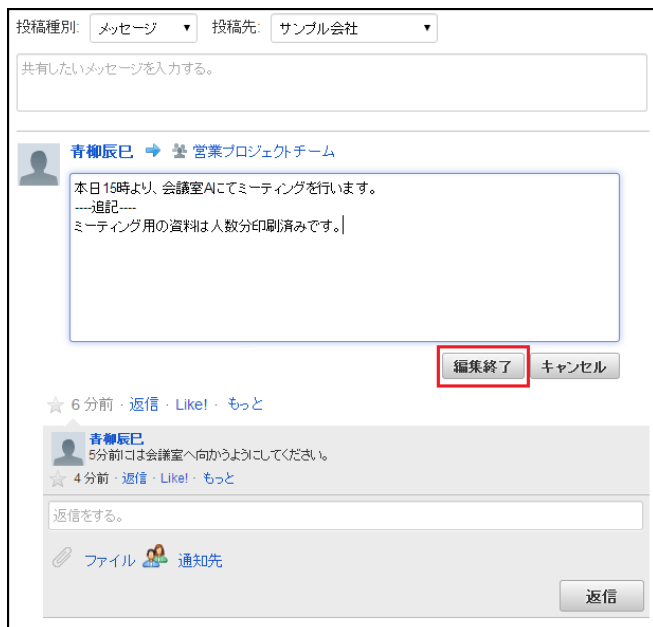 投稿種別: メッセージ 投稿先: サンプル会社
共有したいメッセージを入力する。
青柳辰巳 営業プロジェクトチーム
本日15時より、会議室Aにてミーティングを行います。
----追記----
ミーティング用の資料は人数分印刷済みです。
編集終了 キャンセル
6分前 · 返信 · Like! · もっと
青柳辰巳
5分前には会議室へ向かうようにしてください。
4分前 · 返信 · Like! · もっと
返信をする。
ファイル 通知先
返信